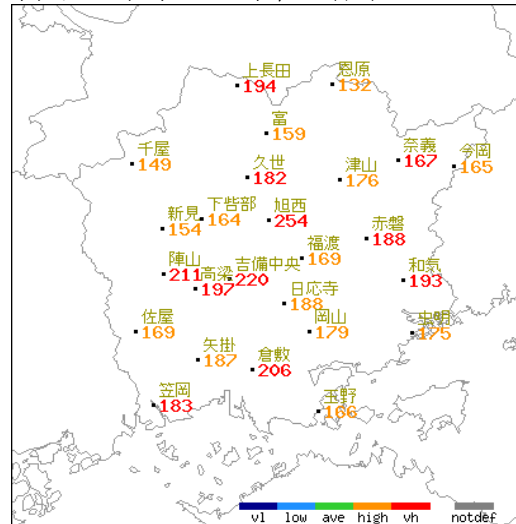 上長田
194
恩原
132
富
159
千屋
149
久世
182
津山
176
奈義
167
今岡
165
新見
154
下呰部
164
旭西
254
赤磐
188
福渡
169
陣山
211
高梁
197
吉備中央
220
和気
193
日応寺
188
佐屋
169
岡山
179
虫明
175
矢掛
187
倉敷
206
笠岡
183
玉野
166
vl low ave high vh notdef